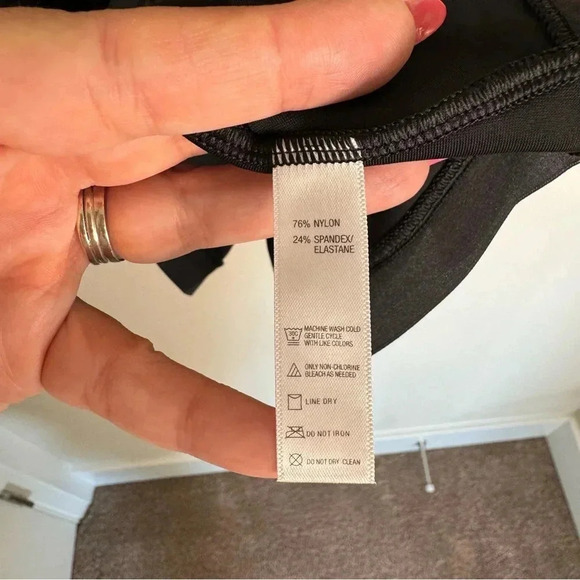 76% NYLON
24% SPANDEX/
ELASTANE
30C
MACHINE WASH COLD
GENTLE CYCLE
WITH LIKE COLORS
ONLY NON-CHLORINE
BLEACH AS NEEDED
LINE DRY
DO NOT IRON
DO NOT DRY CLEAN